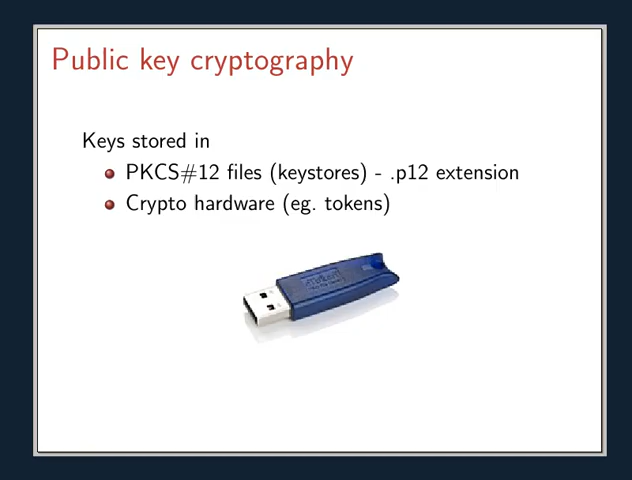 Public key cryptography
Keys stored in
PKCS#12 files (keystores) - .p12 extension
Crypto hardware (eg. tokens)